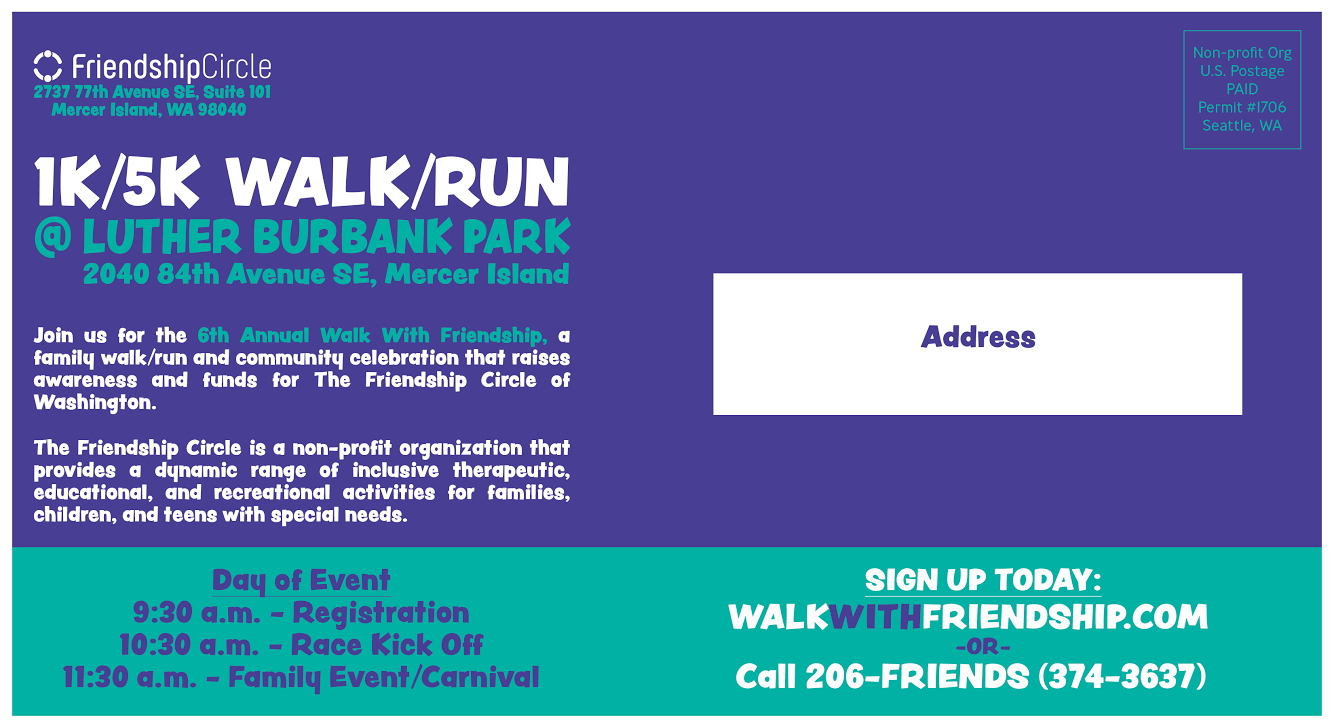 FriendshipCircle
2737 77th Avenue SE, Suite 101
Mercer Island, WA 98040
Non-profit Org
U.S. Postage
PAID
Permit #1706
Seattle, WA
1K/5K WALK/RUN
@ LUTHER BURBANK PARK
2040 84th Avenue SE, Mercer Island
Join us for the 6th Annual Walk With Friendship, a
family walk/run and community celebration that raises
awareness and funds for The Friendship Circle of
Washington.
The Friendship Circle is a non-profit organization that
provides a dynamic range of inclusive therapeutic,
educational, and recreational activities for families,
children, and teens with special needs.
Address
Day of Event
9:30 a.m. - Registration
10:30 a.m. - Race Kick Off
11:30 a.m. - Family Event/Carnival
SIGN UP TODAY:
WALKWITHFRIENDSHIP.COM
-OR-
Call 206-FRIENDS (374-3637)